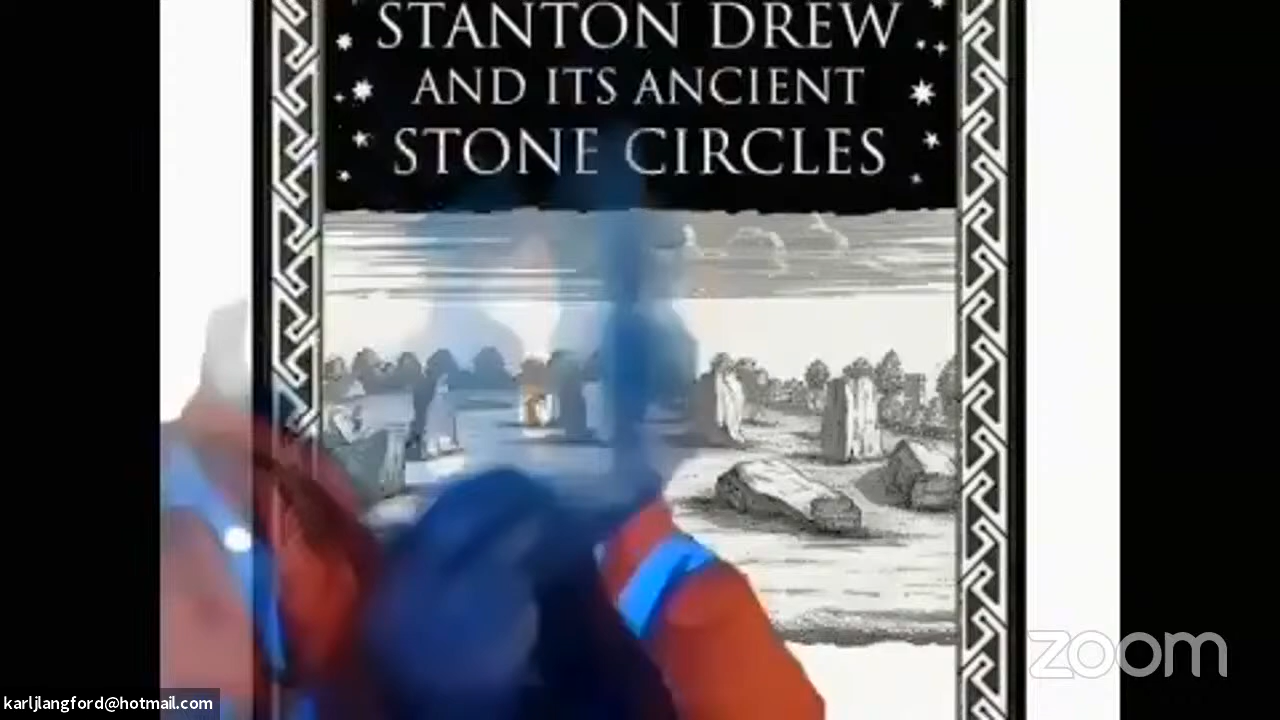 STANTON DREW
AND ITS ANCIENT
STONE CIRCLES
zoom
karljlangford@hotmail.com